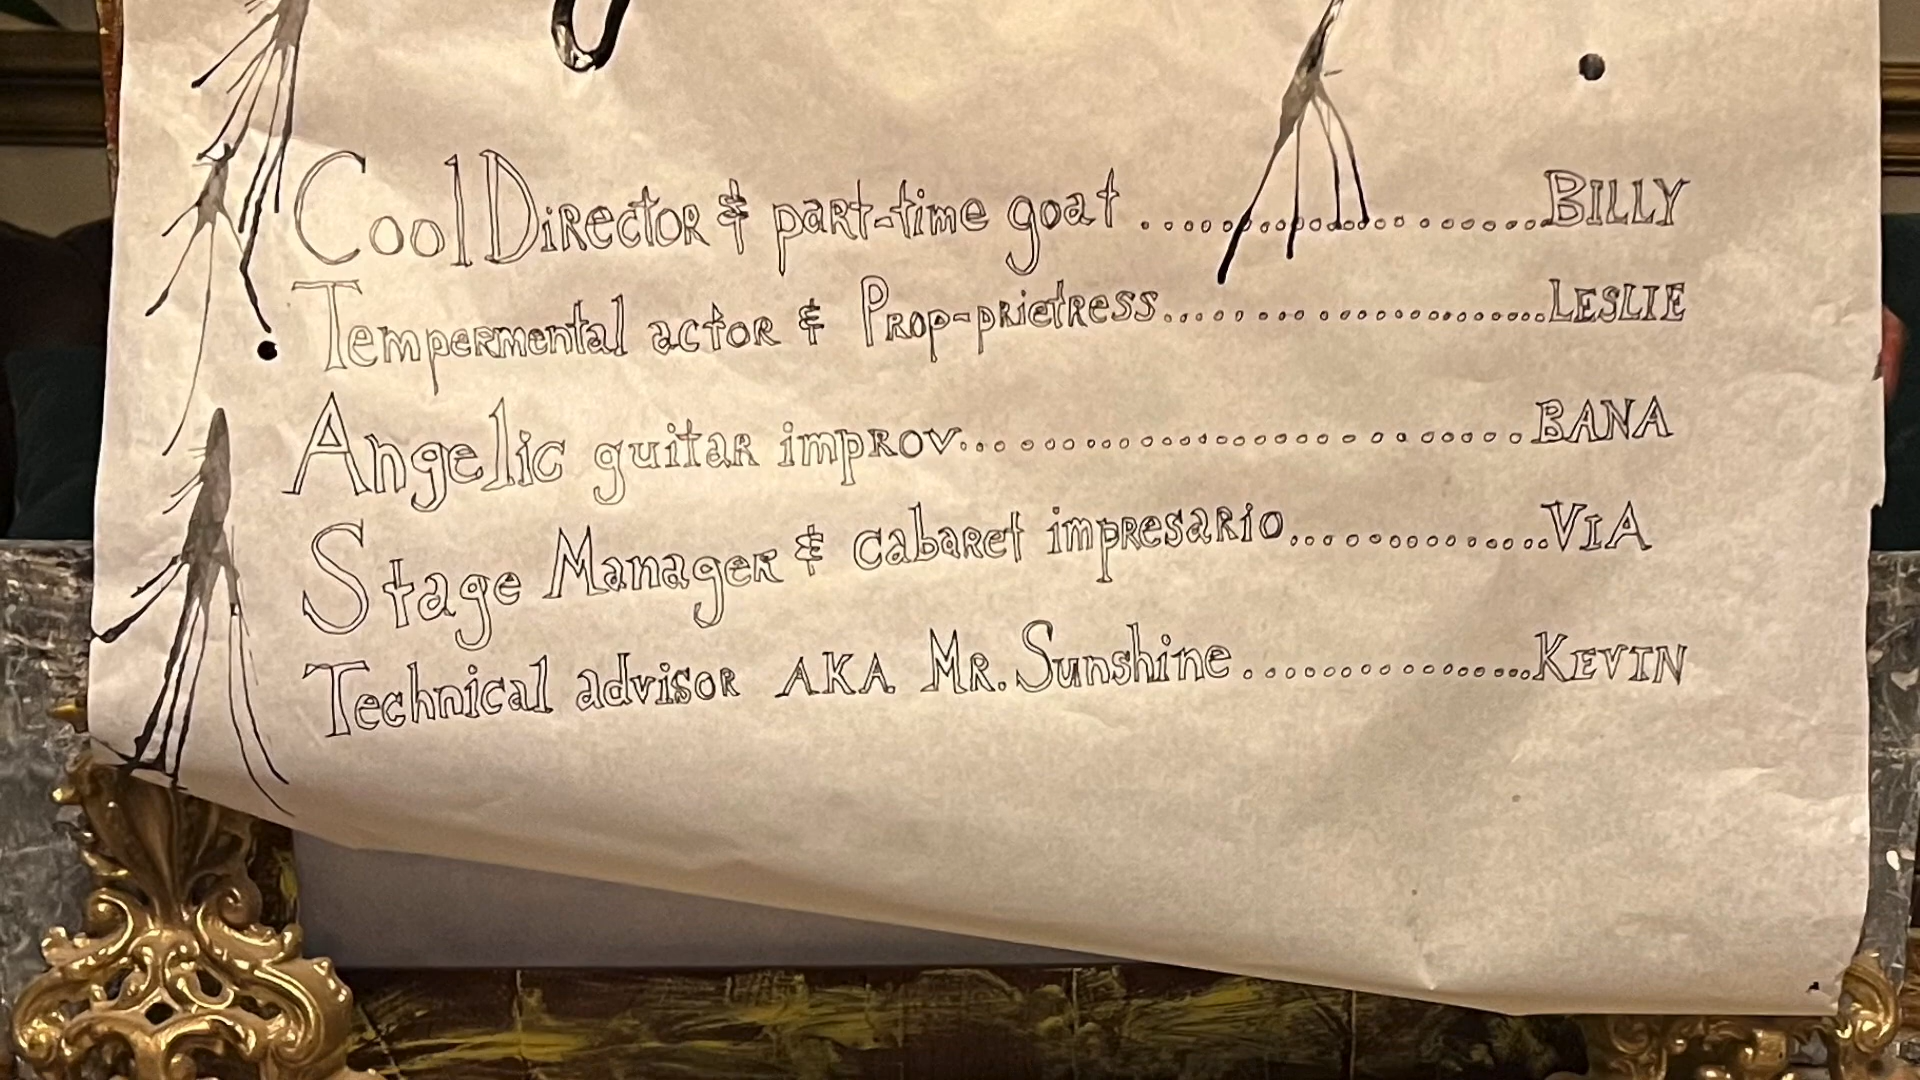 Cool Director & part-time goat ............................ BILLY
Tempermental actor & Prop-prietress............................LESLIE
Angelic guitar improv....................................BANA
Stage Manager & cabaret impresario..................VIA
Technical advisor AKA Mr. Sunshine....................KEVIN